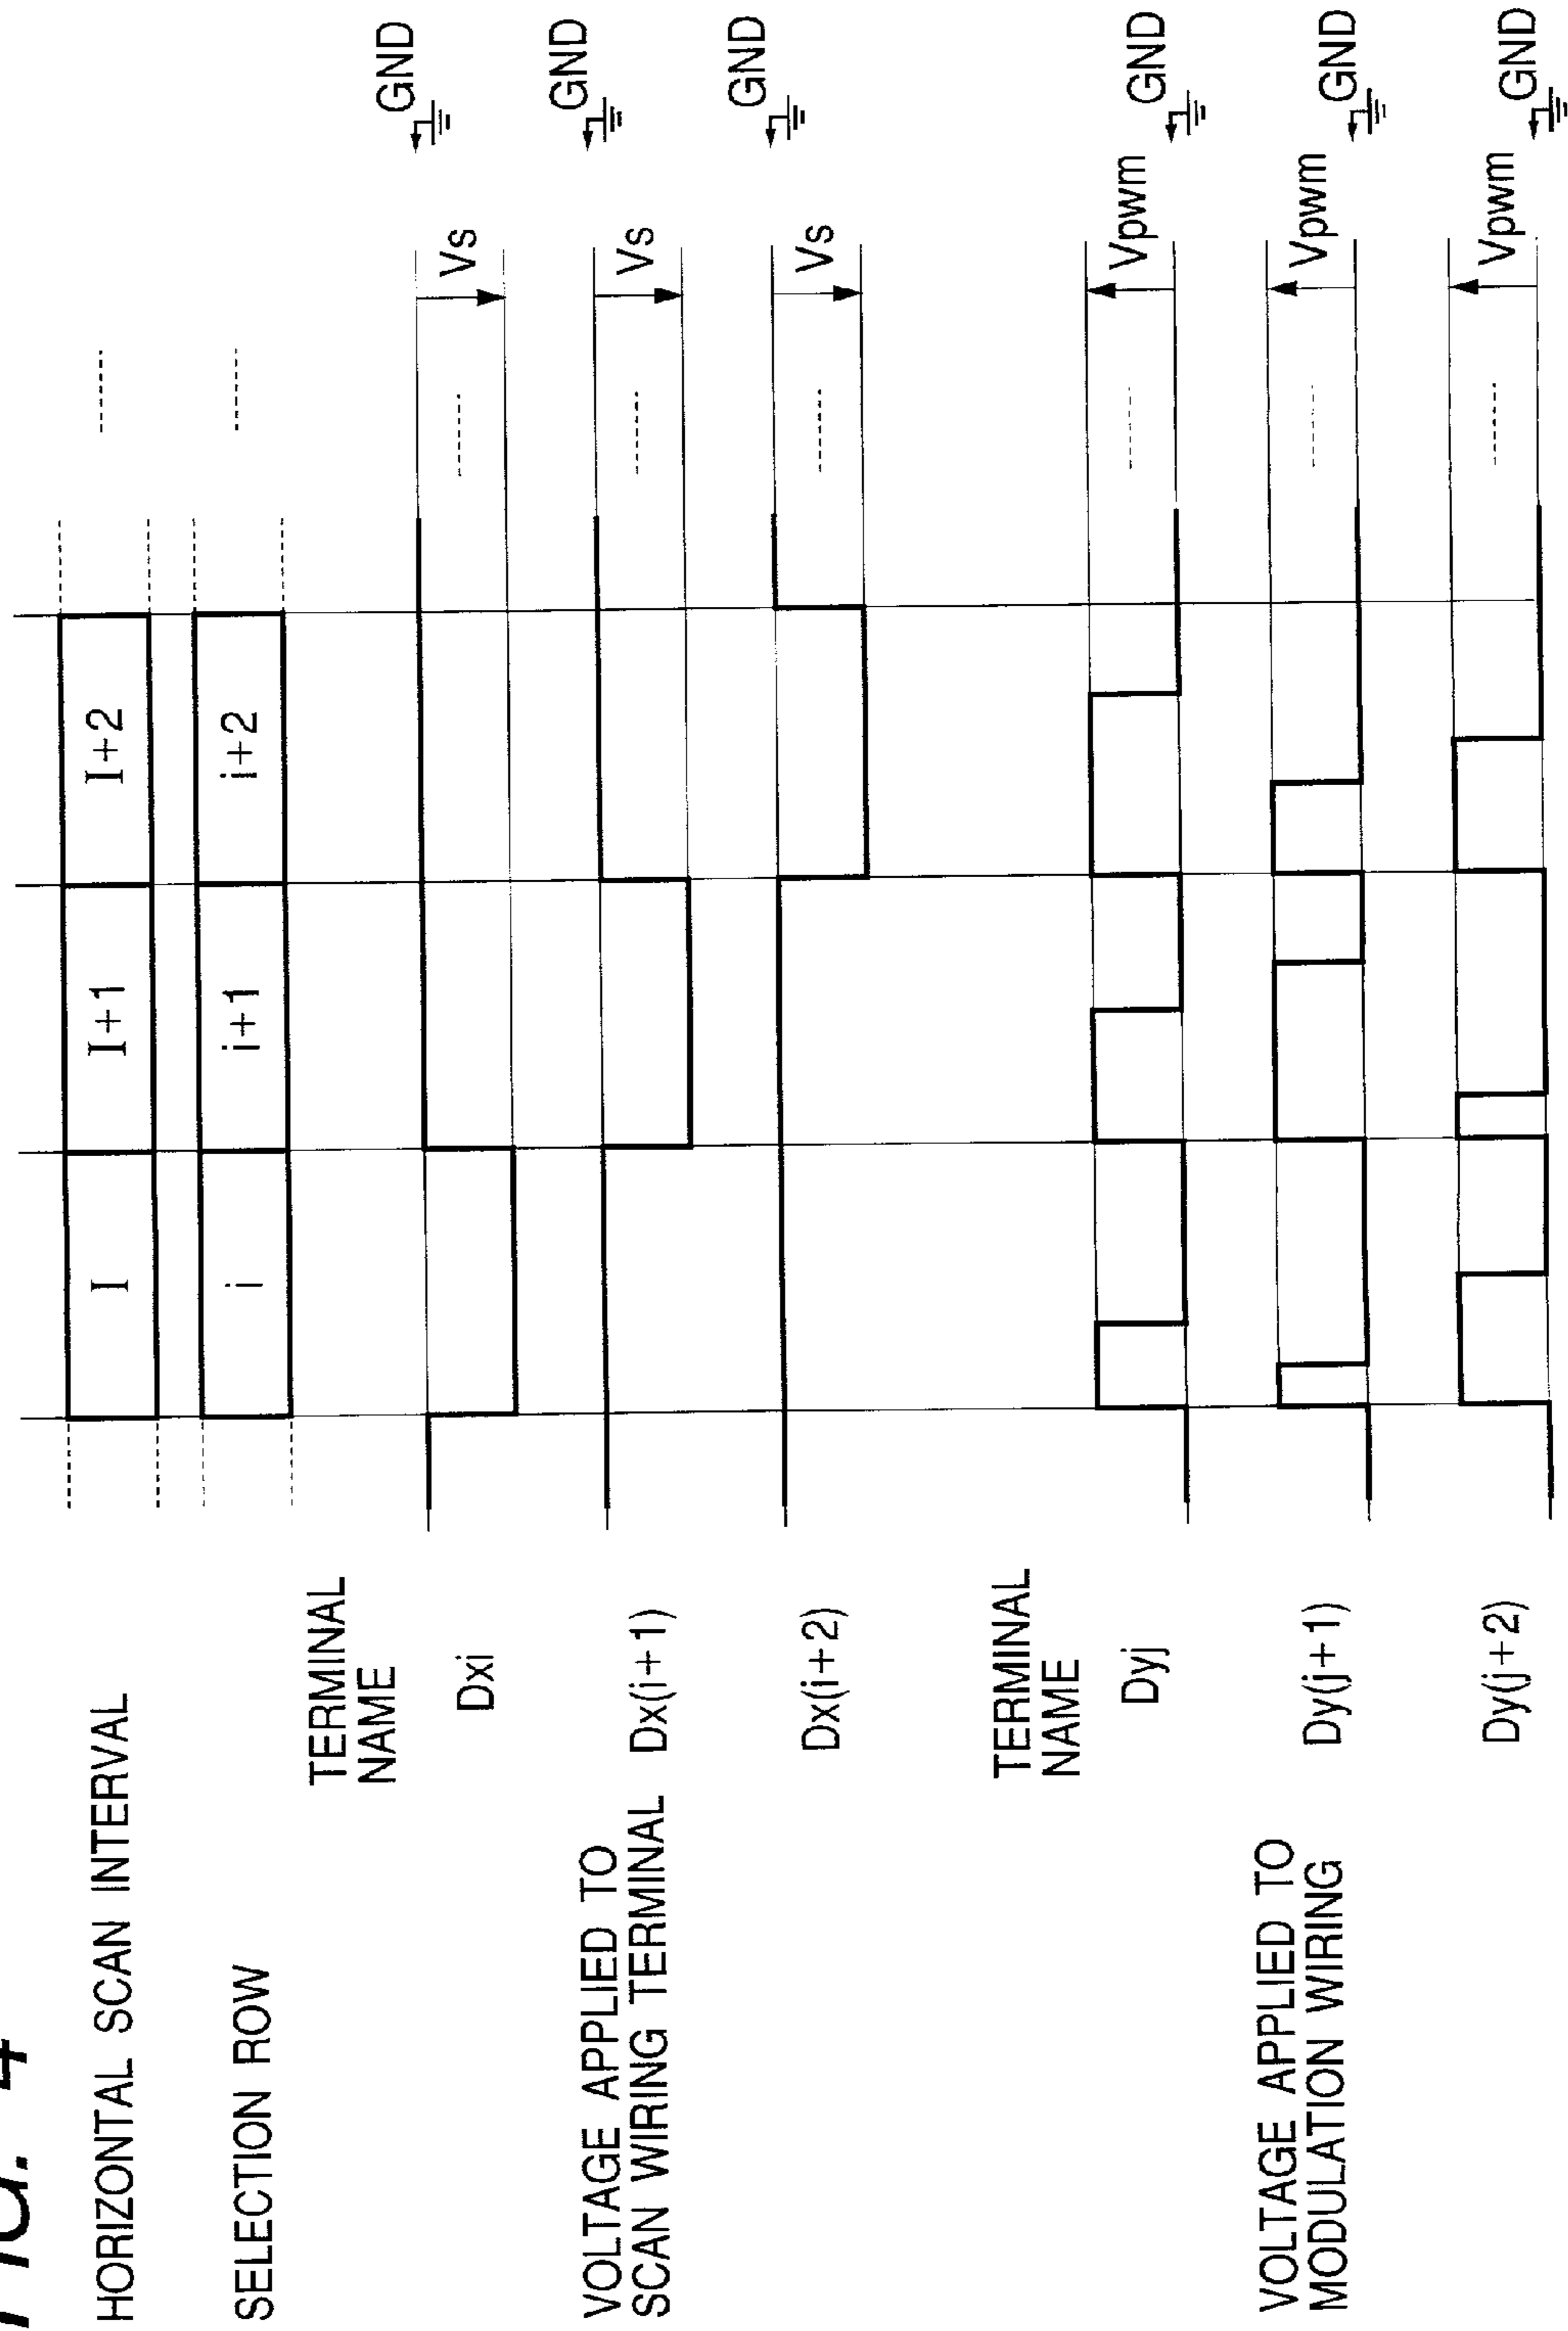 FIG. 4
HORIZONTAL SCAN INTERVAL
I
I+1
I+2
SELECTION ROW
i
i+1
i+2
TERMINAL
NAME
VOLTAGE APPLIED TO
SCAN WIRING TERMINAL
Dxi
Vs
GND
Dx(i+1)
Vs
GND
Dx(i+2)
Vs
GND
TERMINAL
NAME
VOLTAGE APPLIED TO
MODULATION WIRING
Dyj
Vpwm
GND
Dy(j+1)
Vpwm
GND
Dy(j+2)
Vpwm
GND